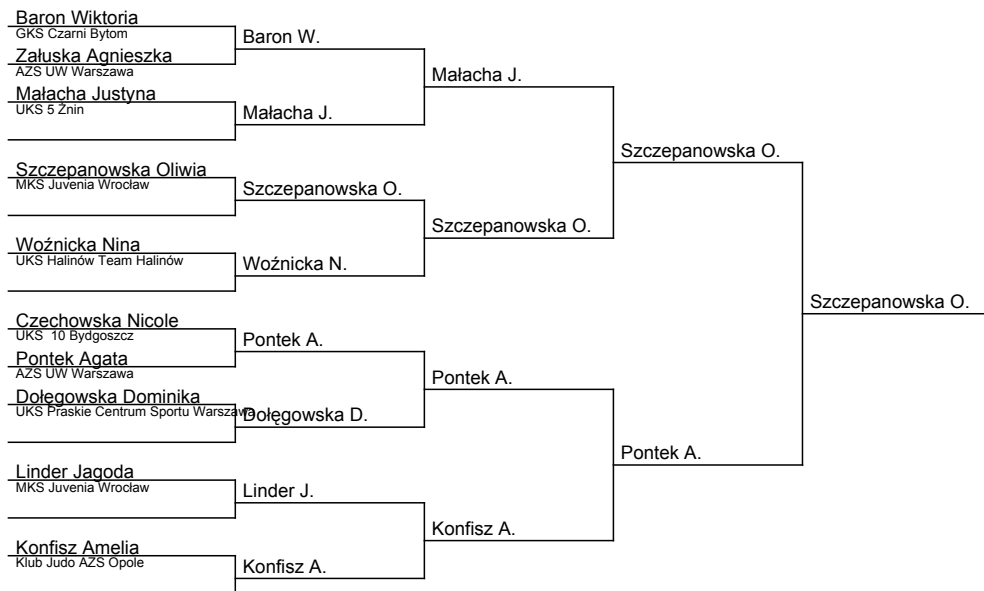 Baron Wiktoria
GKS Czarni Bytom
Baron W.
Załuska Agnieszka
AZS UW Warszawa
Małacha J.
Małacha Justyna
UKS 5 Żnin
Małacha J.
Szczepanowska O.
Szczepanowska Oliwia
MKS Juvenia Wrocław
Szczepanowska O.
Szczepanowska O.
Woźnicka Nina
UKS Halinów Team Halinów
Woźnicka N.
Szczepanowska O.
Czechowska Nicole
UKS  10 Bydgoszcz
Pontek A.
Pontek Agata
AZS UW Warszawa
Pontek A.
Dołęgowska Dominika
UKS Praskie Centrum Sportu Warszawa
Dołęgowska D.
Pontek A.
Linder Jagoda
MKS Juvenia Wrocław
Linder J.
Konfisz A.
Konfisz Amelia
Klub Judo AZS Opole
Konfisz A.